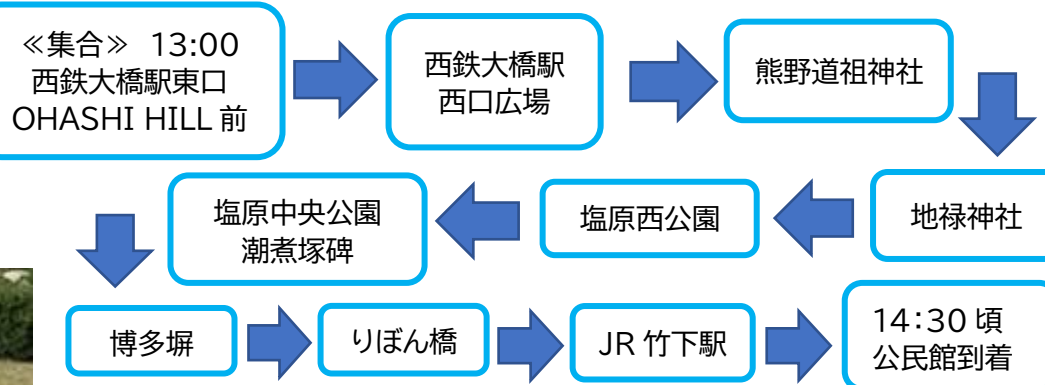 ≪集合≫ 13:00
西鉄大橋駅東口
OHASHI HILL 前
西鉄大橋駅
西口広場
熊野道祖神社
地禄神社
塩原西公園
塩原中央公園
潮煮塚碑
博多塀
りぼん橋
JR 竹下駅
14:30 頃
公民館到着